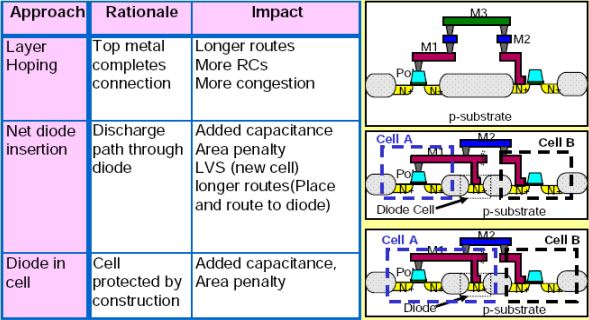 Approach Rationale Impact
Layer Hoping
Top metal completes connection
Longer routes
More RCs
More congestion
Net diode insertion
Discharge path through diode
Added capacitance
Area penalty
LVS (new cell)
longer routes(Place and route to diode)
Diode in cell
Cell protected by construction
Added capacitance,
Area penalty
M3
M1 M2
Po
N+ N+ N+ N+
p-substrate
Cell A M2 Cell B
M1
Po
N+ N+ N+ N+
Diode Cell p-substrate
Cell A M2 Cell B
M1
Po
N+ N+ N+ N+
Diode p-substrate